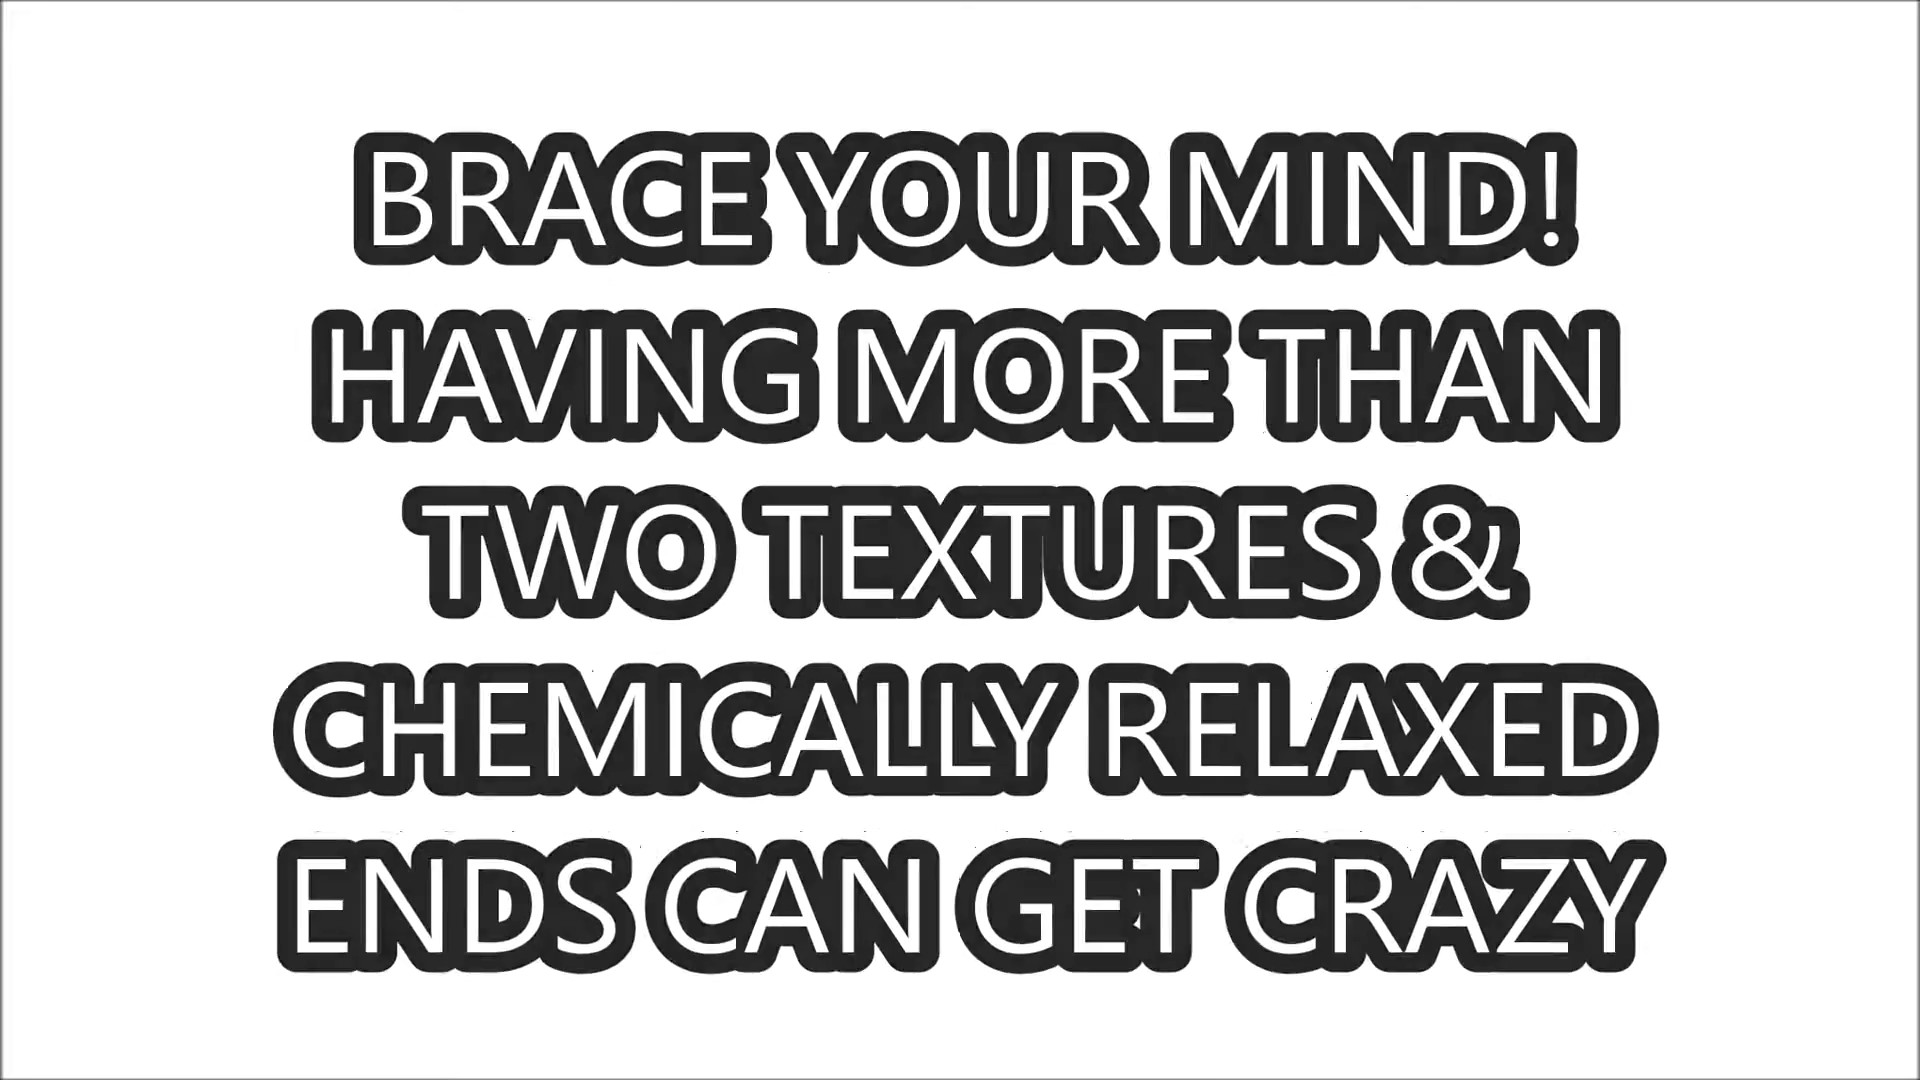 BRACE YOUR MIND!
HAVING MORE THAN
TWO TEXTURES &
CHEMICALLY RELAXED
ENDS CAN GET CRAZY